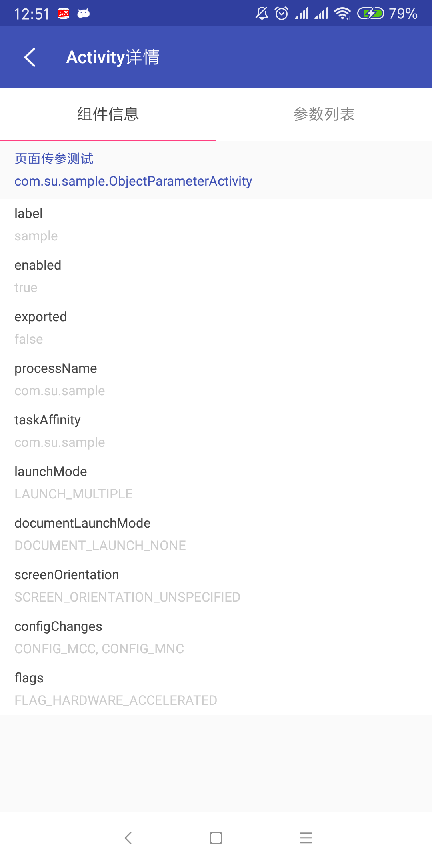 12:51
79%
Activity详情
组件信息
参数列表
页面传参测试
com.su.sample.ObjectParameterActivity
label
sample
enabled
true
exported
false
processName
com.su.sample
taskAffinity
com.su.sample
launchMode
LAUNCH_MULTIPLE
documentLaunchMode
DOCUMENT_LAUNCH_NONE
screenOrientation
SCREEN_ORIENTATION_UNSPECIFIED
configChanges
CONFIG_MCC, CONFIG_MNC
flags
FLAG_HARDWARE_ACCELERATED